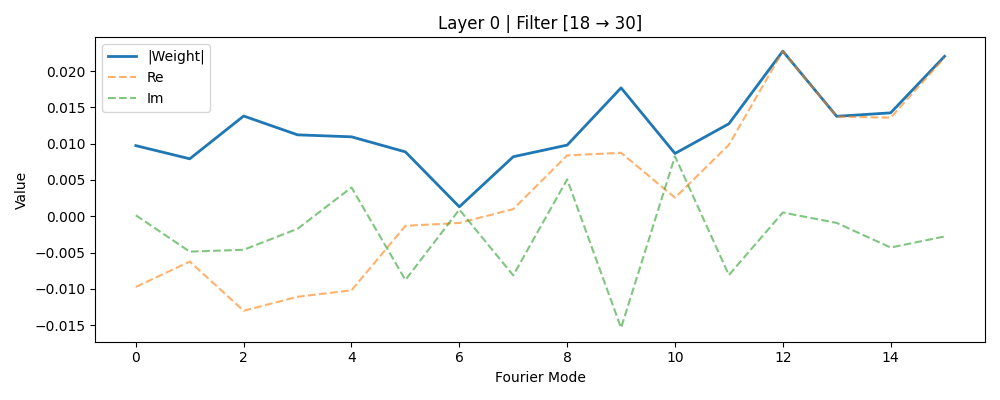 Layer 0 | Filter [18 → 30]
|Weight|
Re
Im
Value
0.020
0.015
0.010
0.005
0.000
−0.005
−0.010
−0.015
0 2 4 6 8 10 12 14
Fourier Mode